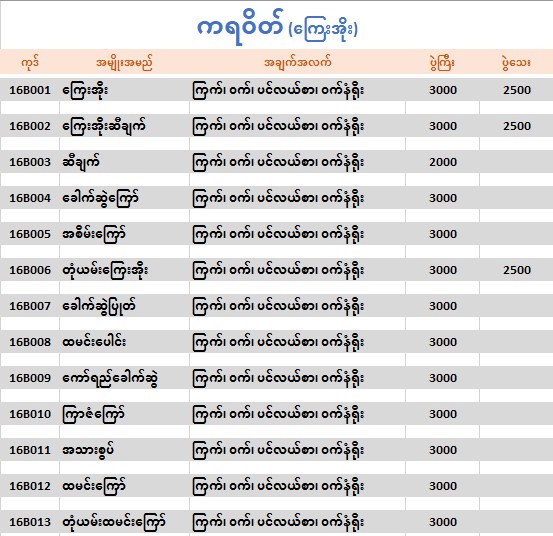 ကရဝိတ် (ကြေးအိုး)
ကုဒ် အမျိုးအမည် အချက်အလက် ပွဲကြီး ပွဲသေး
16B001 ကြေးအိုး ကြက်၊ ဝက်၊ ပင်လယ်စာ၊ ဝက်နံရိုး 3000 2500
16B002 ကြေးအိုးဆီချက် ကြက်၊ ဝက်၊ ပင်လယ်စာ၊ ဝက်နံရိုး 3000 2500
16B003 ဆီချက် ကြက်၊ ဝက်၊ ပင်လယ်စာ၊ ဝက်နံရိုး 2000
16B004 ခေါက်ဆွဲကြော် ကြက်၊ ဝက်၊ ပင်လယ်စာ၊ ဝက်နံရိုး 3000
16B005 အစိမ်းကြော် ကြက်၊ ဝက်၊ ပင်လယ်စာ၊ ဝက်နံရိုး 3000
16B006 တုံယမ်းကြေးအိုး ကြက်၊ ဝက်၊ ပင်လယ်စာ၊ ဝက်နံရိုး 3000 2500
16B007 ခေါက်ဆွဲပြုတ် ကြက်၊ ဝက်၊ ပင်လယ်စာ၊ ဝက်နံရိုး 3000
16B008 ထမင်းပေါင်း ကြက်၊ ဝက်၊ ပင်လယ်စာ၊ ဝက်နံရိုး 3000
16B009 ကော်ရည်ခေါက်ဆွဲ ကြက်၊ ဝက်၊ ပင်လယ်စာ၊ ဝက်နံရိုး 3000
16B010 ကြာဇံကြော် ကြက်၊ ဝက်၊ ပင်လယ်စာ၊ ဝက်နံရိုး 3000
16B011 အသားစွပ် ကြက်၊ ဝက်၊ ပင်လယ်စာ၊ ဝက်နံရိုး 3000
16B012 ထမင်းကြော် ကြက်၊ ဝက်၊ ပင်လယ်စာ၊ ဝက်နံရိုး 3000
16B013 တုံယမ်းထမင်းကြော် ကြက်၊ ဝက်၊ ပင်လယ်စာ၊ ဝက်နံရိုး 3000